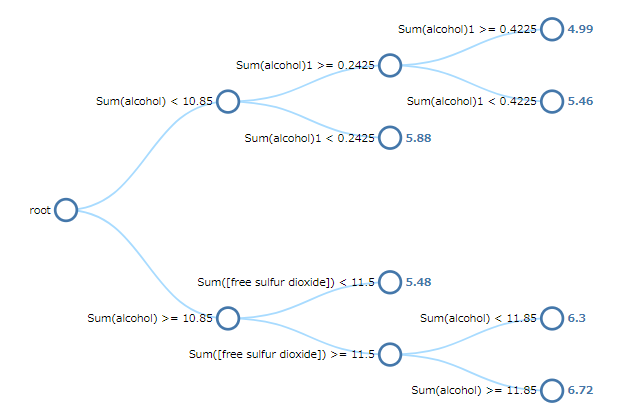 Sum(alcohol)1 >= 0.4225 4.99
Sum(alcohol)1 >= 0.2425
Sum(alcohol) < 10.85 Sum(alcohol)1 < 0.4225 5.46
Sum(alcohol)1 < 0.2425 5.88
root
Sum([free sulfur dioxide]) < 11.5 5.48
Sum(alcohol) >= 10.85 Sum(alcohol) < 11.85 6.3
Sum([free sulfur dioxide]) >= 11.5
Sum(alcohol) >= 11.85 6.72